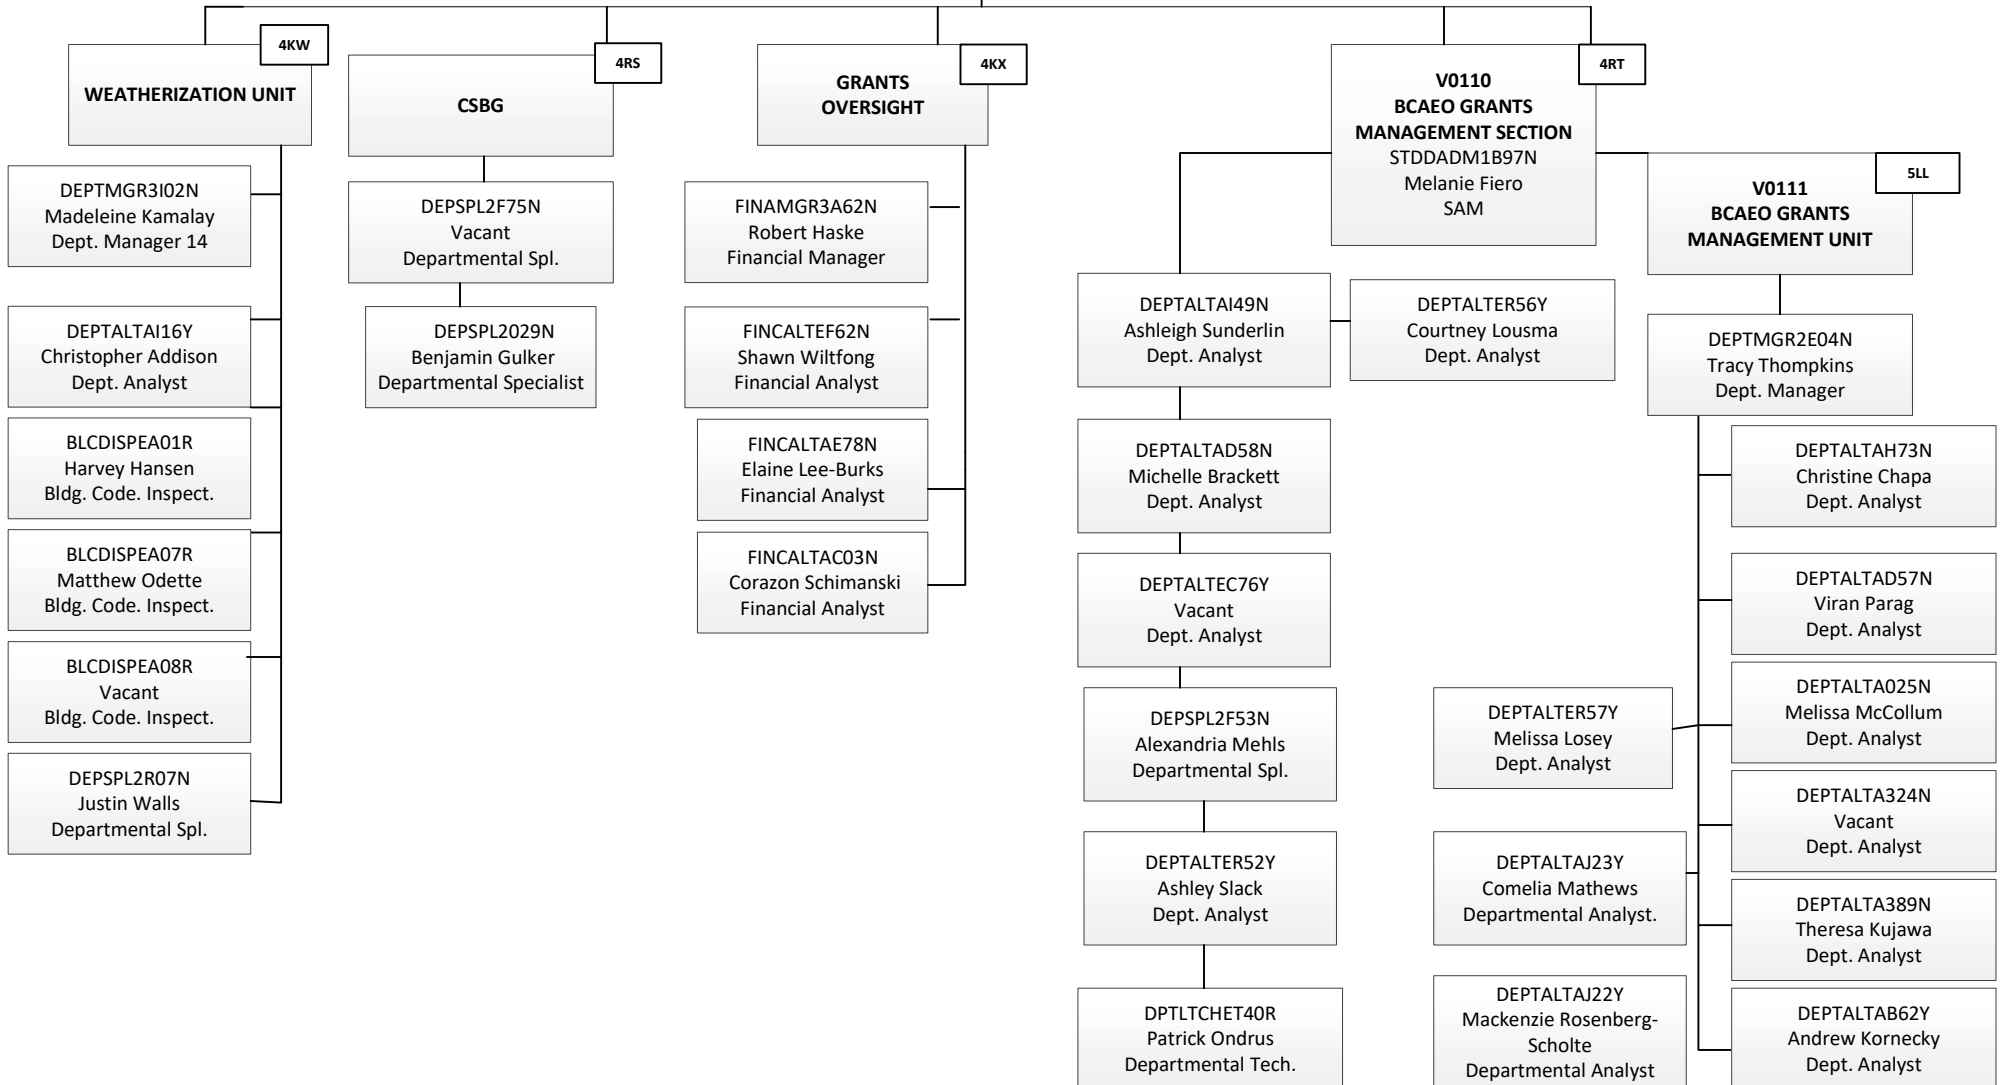 4KW
WEATHERIZATION UNIT
DEPTMGR3I02N
Madeleine Kamalay
Dept. Manager 14
DEPTALTAI16Y
Christopher Addison
Dept. Analyst
BLCDISPEA01R
Harvey Hansen
Bldg. Code. Inspect.
BLCDISPEA07R
Matthew Odette
Bldg. Code. Inspect.
BLCDISPEA08R
Vacant
Bldg. Code. Inspect.
DEPSPL2R07N
Justin Walls
Departmental Spl.
4RS
CSBG
DEPSPL2F75N
Vacant
Departmental Spl.
DEPSPL2029N
Benjamin Gulker
Departmental Specialist
4KX
GRANTS
OVERSIGHT
FINAMGR3A62N
Robert Haske
Financial Manager
FINCALTEF62N
Shawn Wiltfong
Financial Analyst
FINCALTAE78N
Elaine Lee-Burks
Financial Analyst
FINCALTAC03N
Corazon Schimanski
Financial Analyst
4RT
V0110
BCAEO GRANTS
MANAGEMENT SECTION
STDDADM1B97N
Melanie Fiero
SAM
DEPTALTAI49N
Ashleigh Sunderlin
Dept. Analyst
DEPTALTER56Y
Courtney Lousma
Dept. Analyst
DEPTALTAD58N
Michelle Brackett
Dept. Analyst
DEPTALTEC76Y
Vacant
Dept. Analyst
DEPSPL2F53N
Alexandria Mehls
Departmental Spl.
DEPTALTER52Y
Ashley Slack
Dept. Analyst
DPTLTCHET40R
Patrick Ondrus
Departmental Tech.
5LL
V0111
BCAEO GRANTS
MANAGEMENT UNIT
DEPTMGR2E04N
Tracy Thompkins
Dept. Manager
DEPTALTAH73N
Christine Chapa
Dept. Analyst
DEPTALTAD57N
Viran Parag
Dept. Analyst
DEPTALTA025N
Melissa McCollum
Dept. Analyst
DEPTALTER57Y
Melissa Losey
Dept. Analyst
DEPTALTA324N
Vacant
Dept. Analyst
DEPTALTAJ23Y
Comelia Mathews
Departmental Analyst.
DEPTALTA389N
Theresa Kujawa
Dept. Analyst
DEPTALTAJ22Y
Mackenzie Rosenberg-
Scholte
Departmental Analyst
DEPTALTAB62Y
Andrew Kornecky
Dept. Analyst